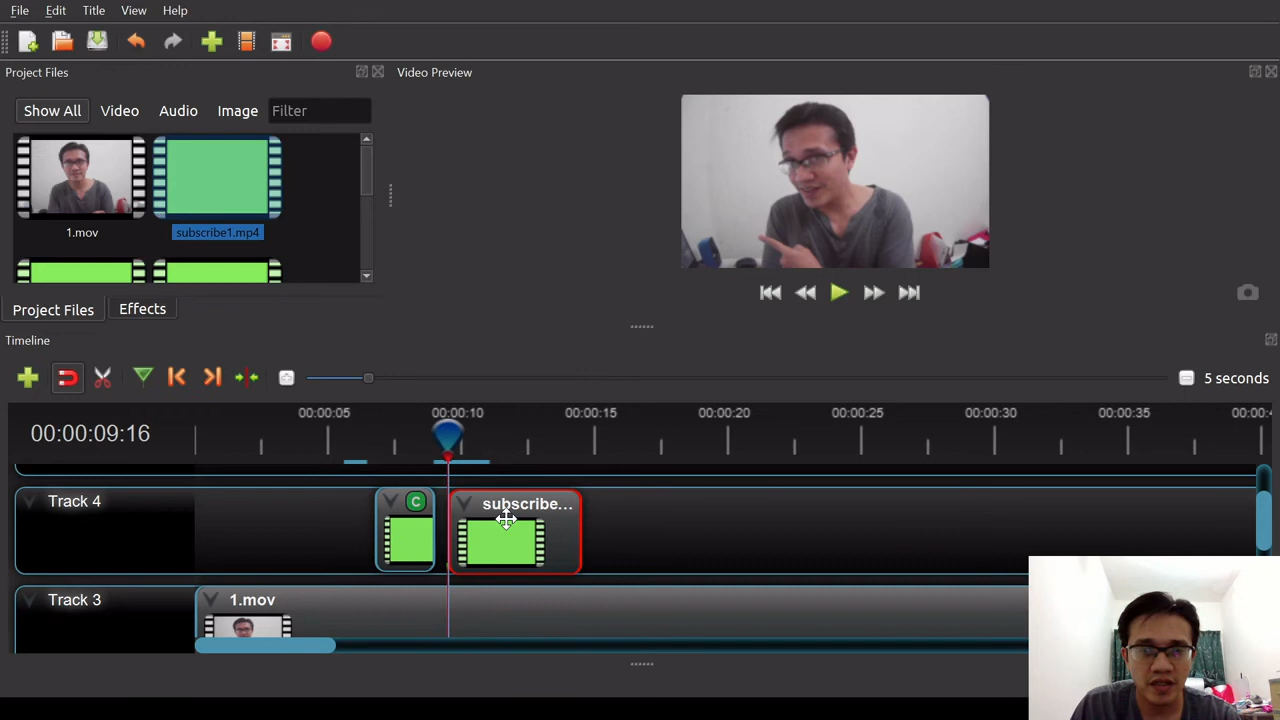 File Edit Title View Help
Project Files
Video Preview
Show All Video Audio Image Filter
1.mov
subscribe1.mp4
Project Files Effects
Timeline
5 seconds
00:00:09:16
00:00:05 00:00:10 00:00:15 00:00:20 00:00:25 00:00:30 00:00:35 00:00:4
Track 4
C
subscribe...
Track 3
1.mov